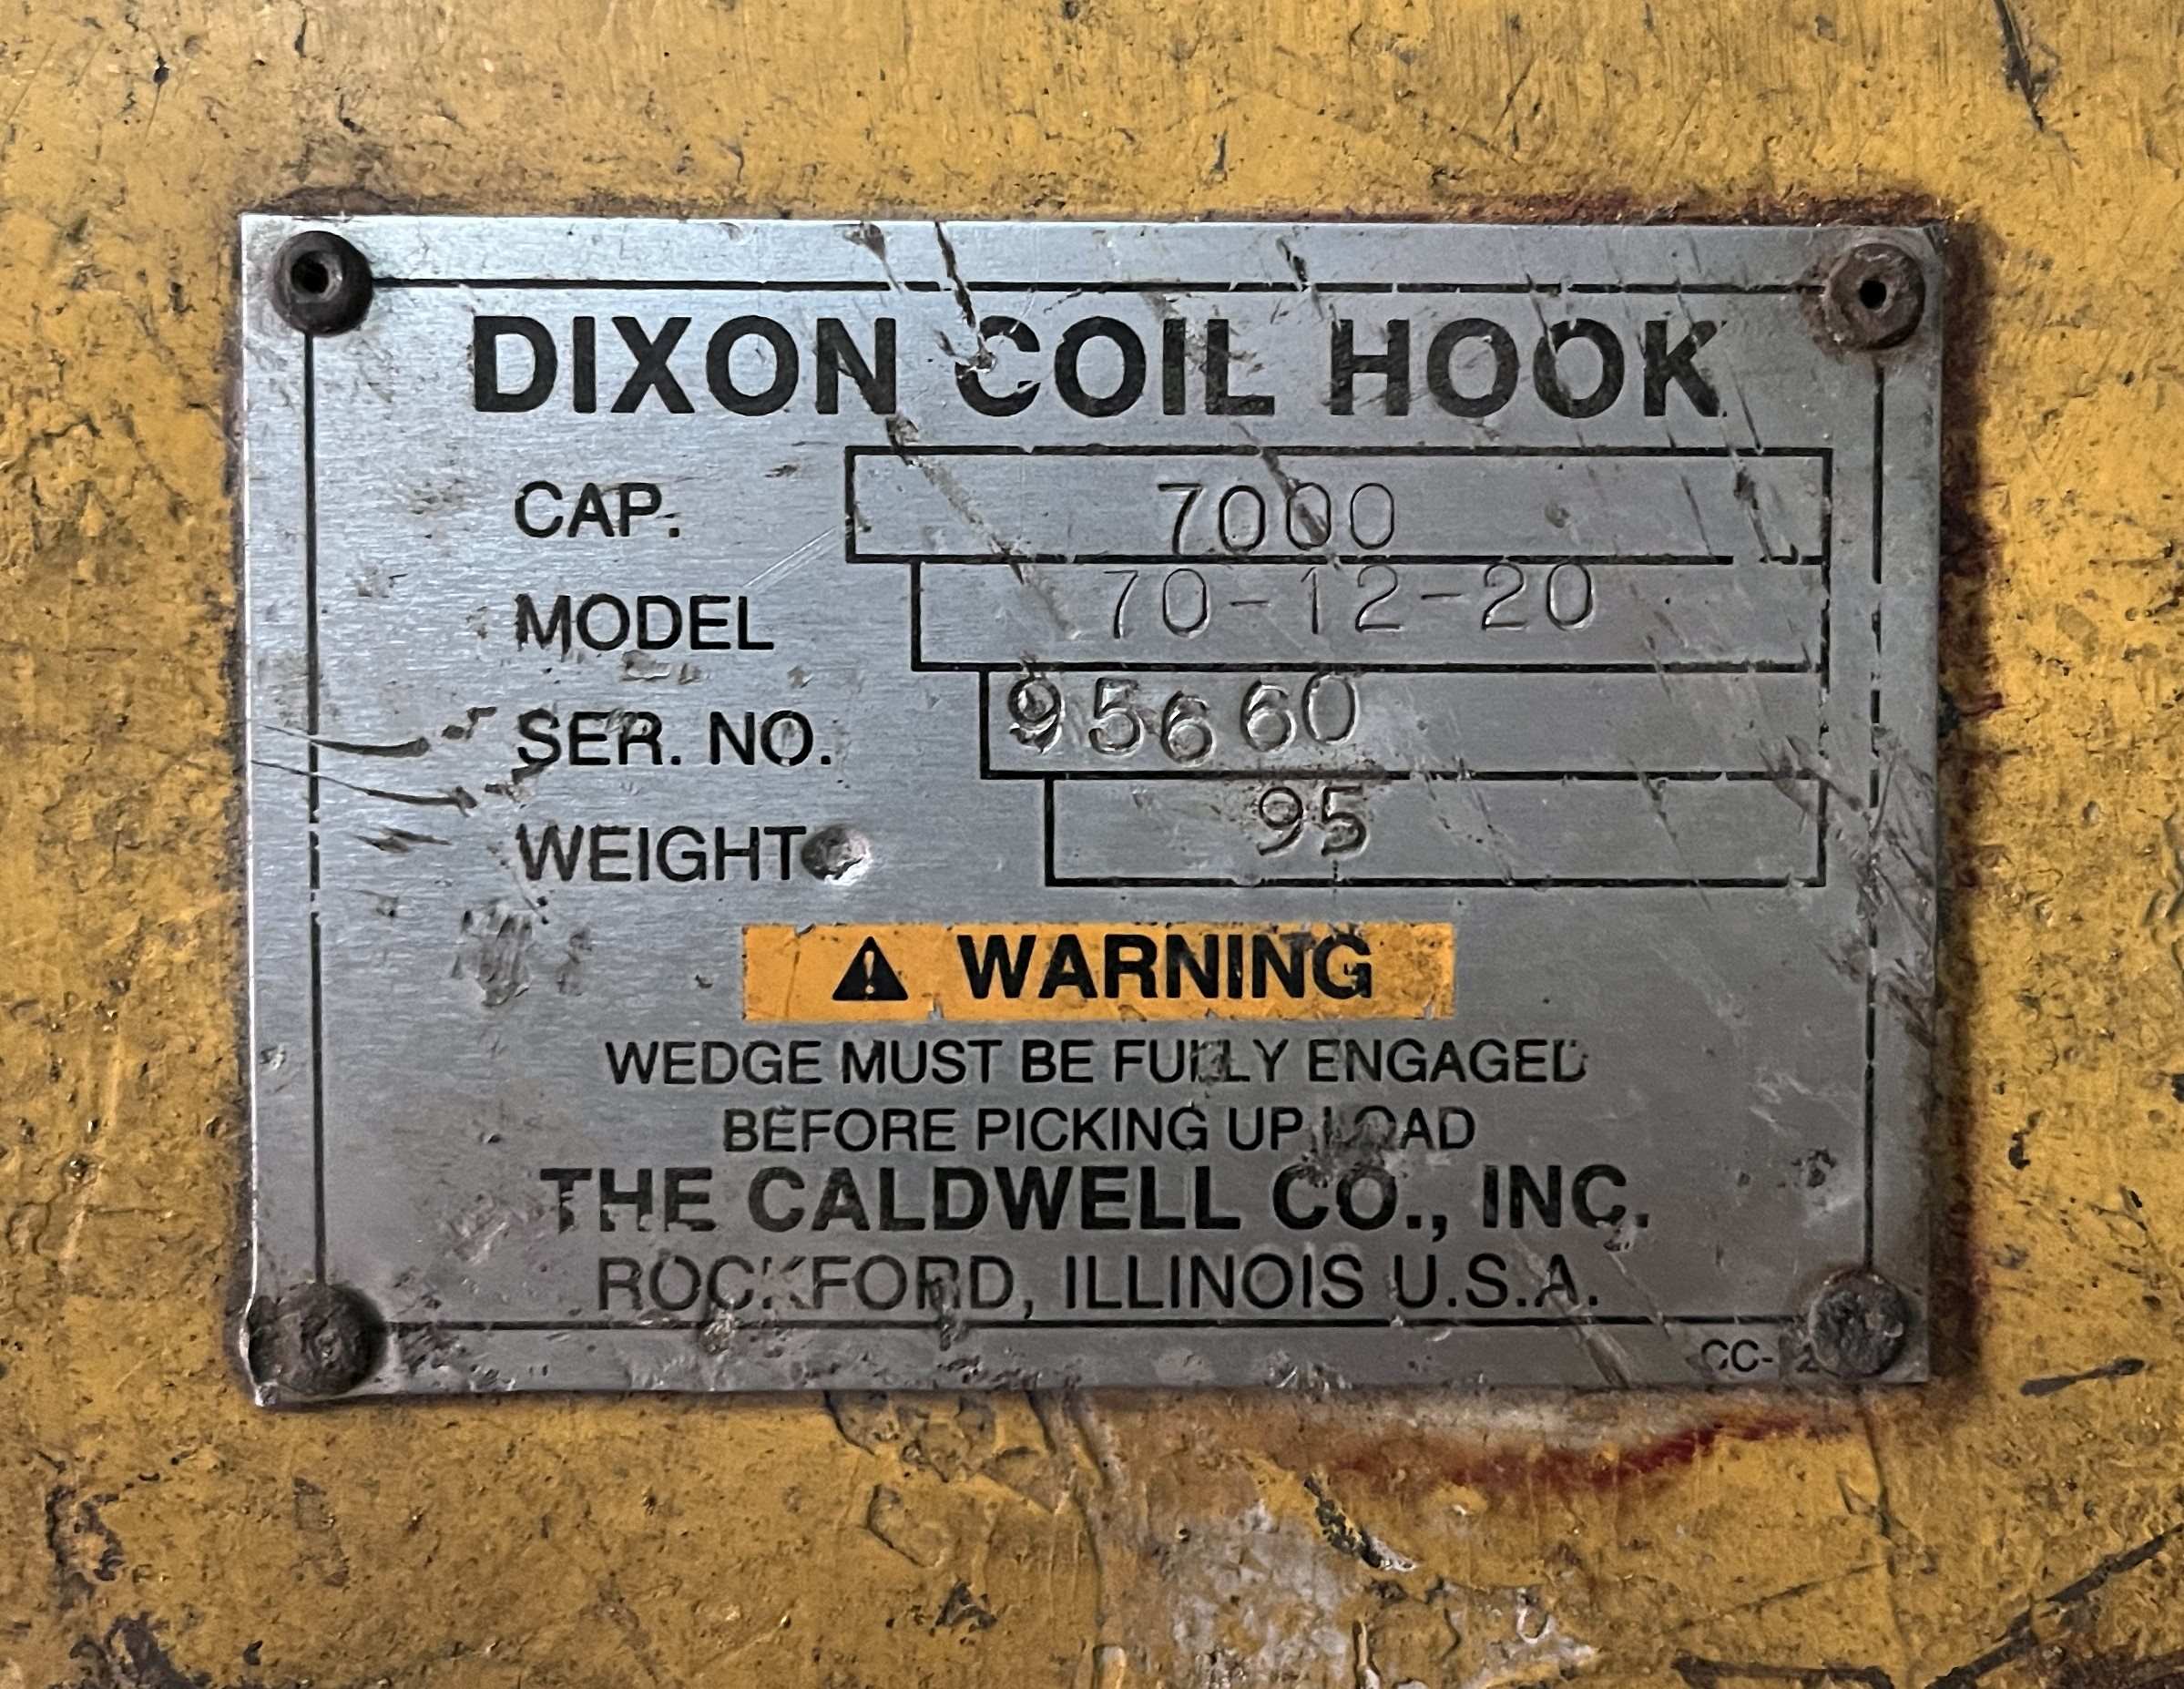 DIXON COIL HOOK
CAP. 7000
MODEL 70-12-20
SER. NO. 95660
WEIGHT 95
⚠ WARNING
WEDGE MUST BE FULLY ENGAGED
BEFORE PICKING UP LOAD
THE CALDWELL CO., INC.
ROCKFORD, ILLINOIS U.S.A.